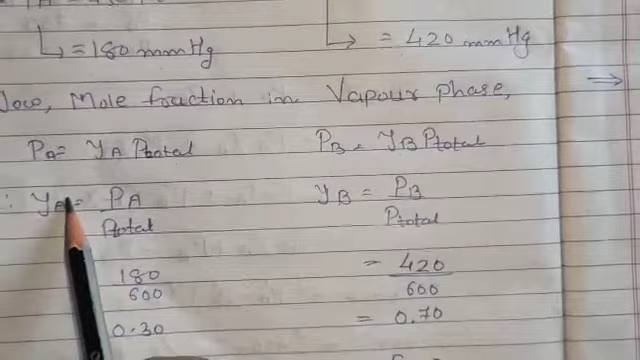 = 180 mmHg = 420 mmHg
Now, Mole fraction in Vapour phase,
PA = yA Ptotal PB = yB Ptotal
∴ yA = PA / Ptotal yB = PB / Ptotal
180 / 600 = 420 / 600
0.30 = 0.70